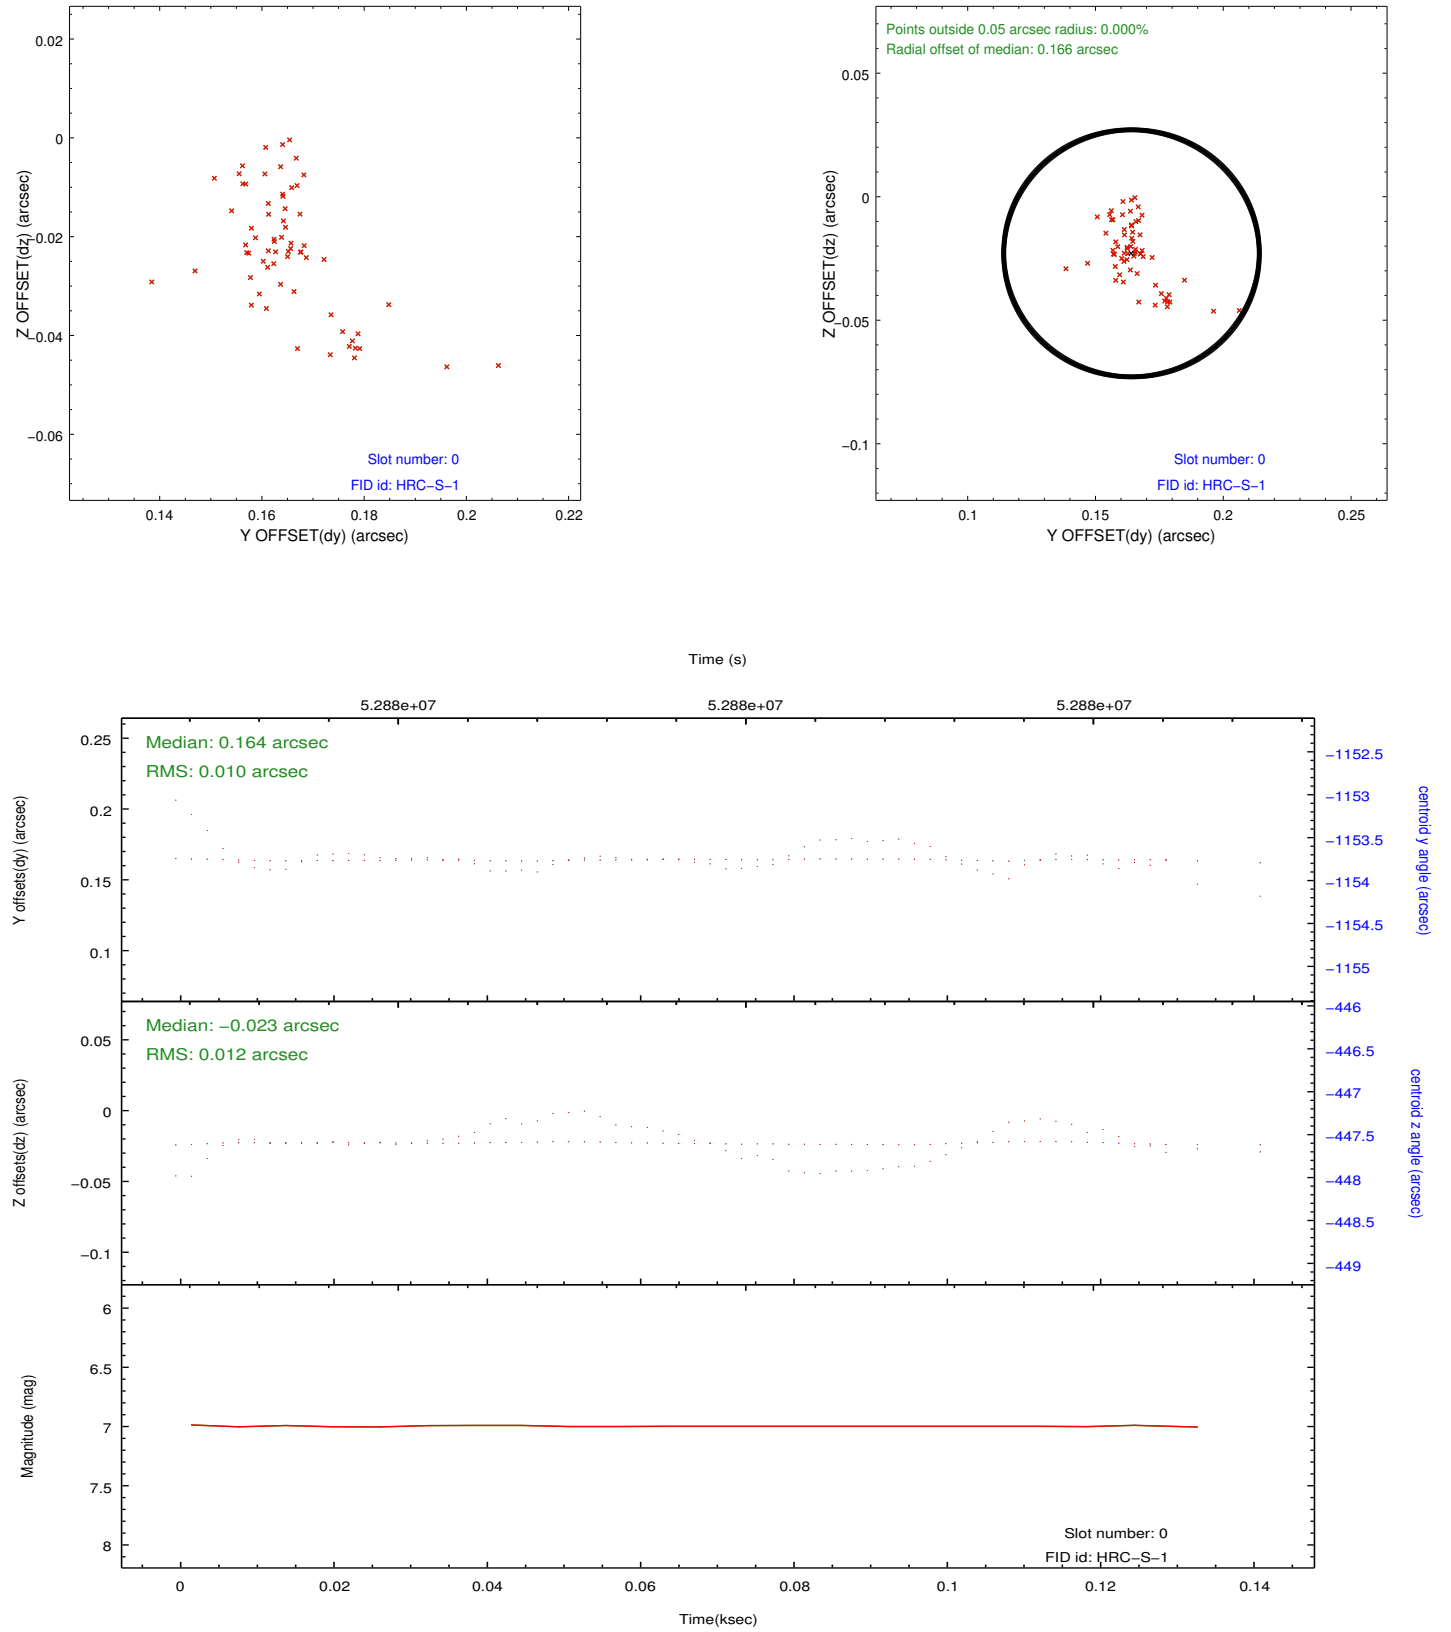 0.02
0
−0.02
−0.04
−0.06
Z OFFSET(dz) (arcsec)
Slot number: 0
FID id: HRC−S−1
0.14 0.16 0.18 0.2 0.22
Y OFFSET(dy) (arcsec)
Points outside 0.05 arcsec radius: 0.000%
Radial offset of median: 0.166 arcsec
0.05
0
−0.05
−0.1
Z OFFSET(dz) (arcsec)
Slot number: 0
FID id: HRC−S−1
0.1 0.15 0.2 0.25
Y OFFSET(dy) (arcsec)
Time (s)
5.288e+07 5.288e+07 5.288e+07
Median: 0.164 arcsec
RMS: 0.010 arcsec
0.25
0.2
0.15
0.1
Y offsets(dy) (arcsec)
−1152.5
−1153
−1153.5
−1154
−1154.5
−1155
centroid y angle (arcsec)
Median: −0.023 arcsec
RMS: 0.012 arcsec
0.05
0
−0.05
−0.1
Z offsets(dz) (arcsec)
−446
−446.5
−447
−447.5
−448
−448.5
−449
centroid z angle (arcsec)
6
6.5
7
7.5
8
Magnitude (mag)
Slot number: 0
FID id: HRC−S−1
0 0.02 0.04 0.06 0.08 0.1 0.12 0.14
Time(ksec)